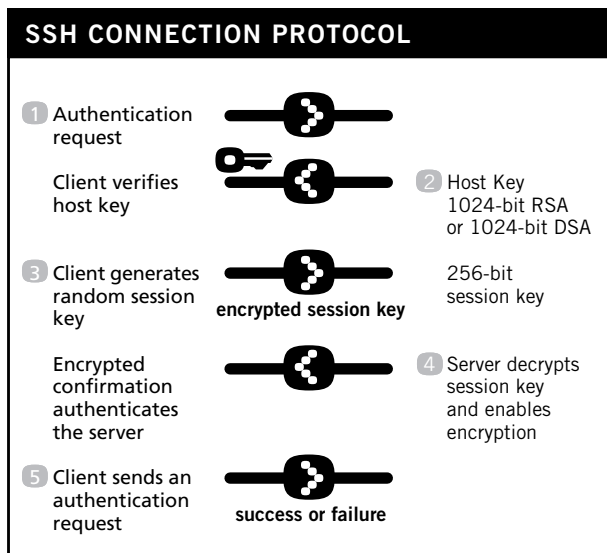 SSH CONNECTION PROTOCOL
1 Authentication
request
Client verifies
host key
2 Host Key
1024-bit RSA
or 1024-bit DSA
3 Client generates
random session
key
encrypted session key
256-bit
session key
Encrypted
confirmation
authenticates
the server
4 Server decrypts
session key
and enables
encryption
5 Client sends an
authentication
request
success or failure